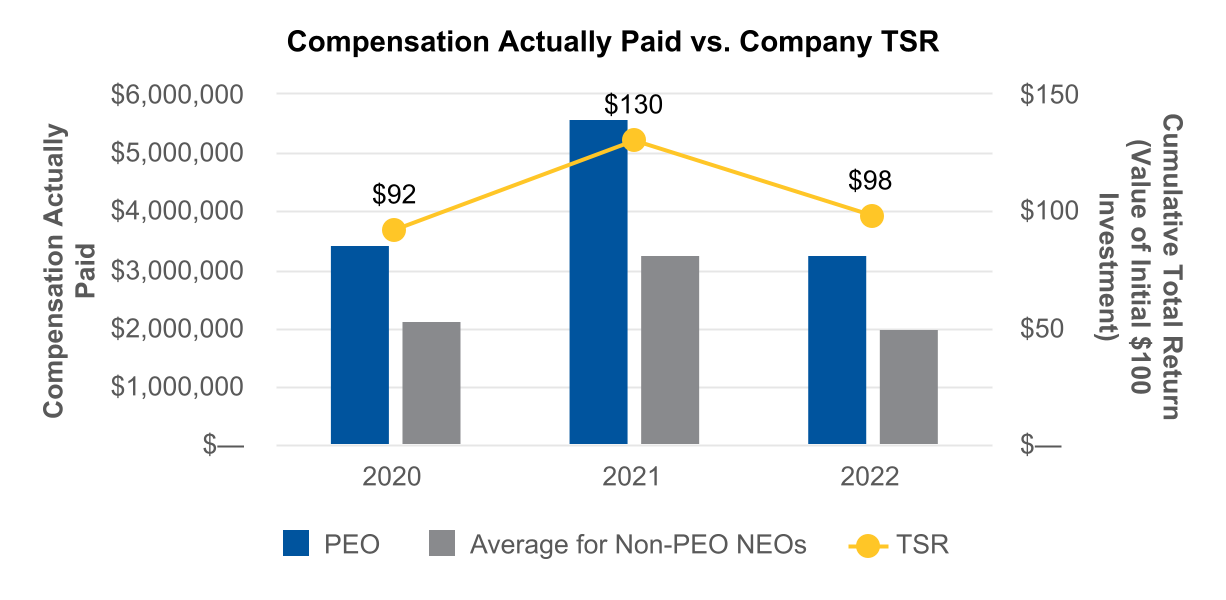 Compensation Actually Paid vs. Company TSR
Compensation Actually
Paid
$6,000,000
$5,000,000
$4,000,000
$3,000,000
$2,000,000
$1,000,000
$—
$92
$130
$98
$150
$100
$50
$—
Cumulative Total Return
(Value of Initial $100
Investment)
2020
2021
2022
PEO
Average for Non-PEO NEOs
TSR